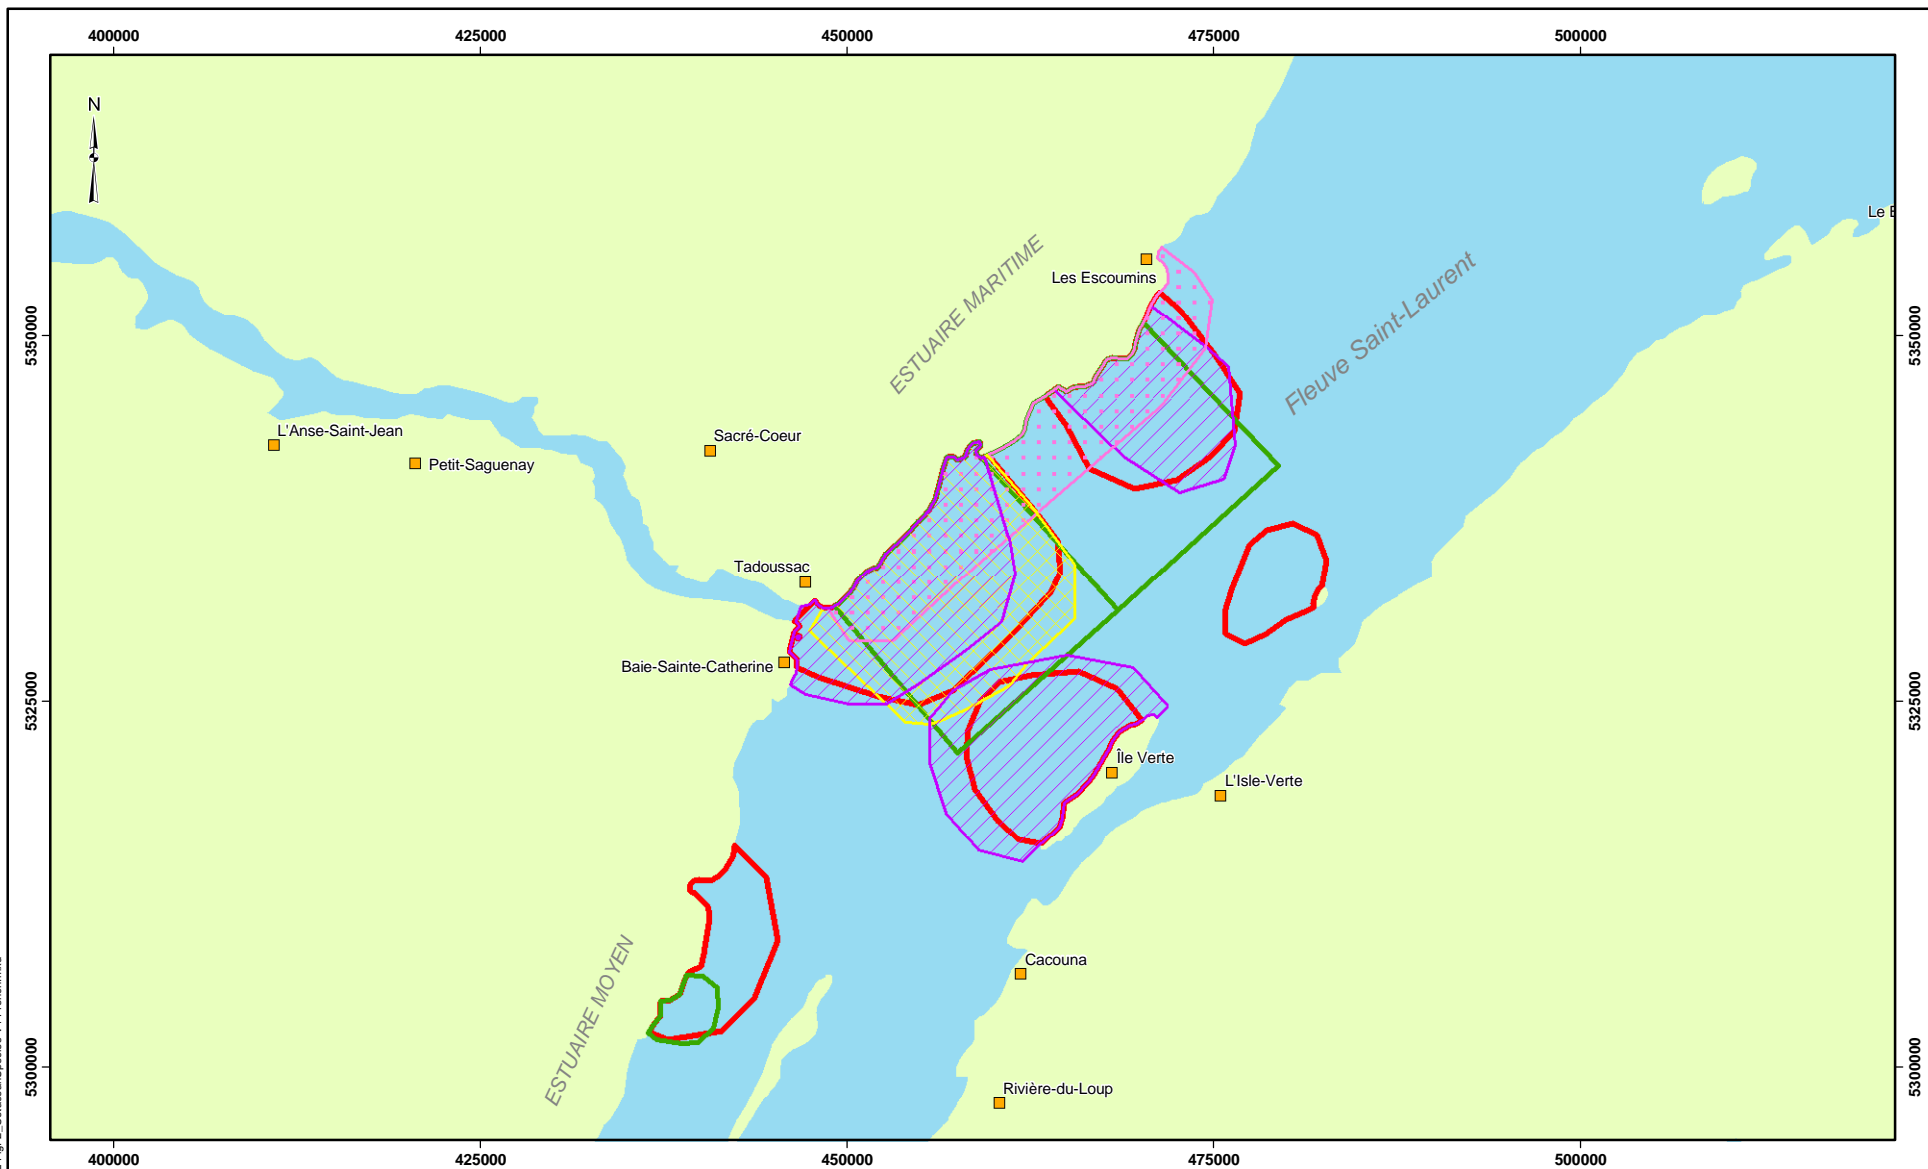 400000 425000 450000 475000 500000
N
Le E
ESTUAIRE MARITIME
Les Escoumins
Fleuve Saint-Laurent
5350000 5350000
L'Anse-Saint-Jean
Sacré-Coeur
Petit-Saguenay
Tadoussac
Baie-Sainte-Catherine
5325000 5325000
Île Verte
L'Isle-Verte
Cacouna
ESTUAIRE MOYEN
5300000 5300000
Rivière-du-Loup
400000 425000 450000 475000 500000